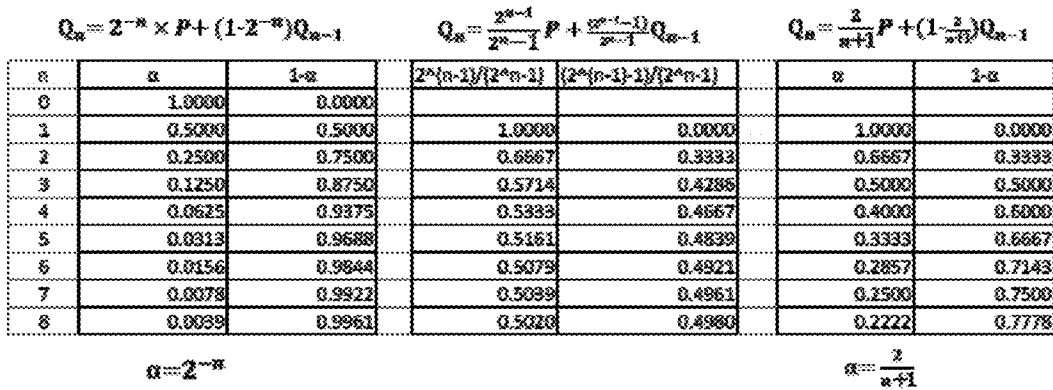 Qₙ = 2⁻ⁿ × P + (1-2⁻ⁿ)Qₙ₋₁ Qₙ = 2ⁿ⁻¹/2ⁿ-1 P + (2ⁿ⁻¹-1)/2ⁿ-1 Qₙ₋₁ Qₙ = 2/n+1 P + (1-2/n+1)Qₙ₋₁
n α 1-α 2^(n-1)/(2^n-1) (2^(n-1)-1)/(2^n-1) α 1-α
0 1.0000 0.0000
1 0.5000 0.5000 1.0000 0.0000 1.0000 0.0000
2 0.2500 0.7500 0.6667 0.3333 0.6667 0.3333
3 0.1250 0.8750 0.5714 0.4286 0.5000 0.5000
4 0.0625 0.9375 0.5333 0.4667 0.4000 0.6000
5 0.0313 0.9688 0.5161 0.4839 0.3333 0.6667
6 0.0156 0.9844 0.5079 0.4921 0.2857 0.7143
7 0.0078 0.9922 0.5039 0.4961 0.2500 0.7500
8 0.0039 0.9961 0.5020 0.4980 0.2222 0.7778
α=2⁻ⁿ α=2/n+1